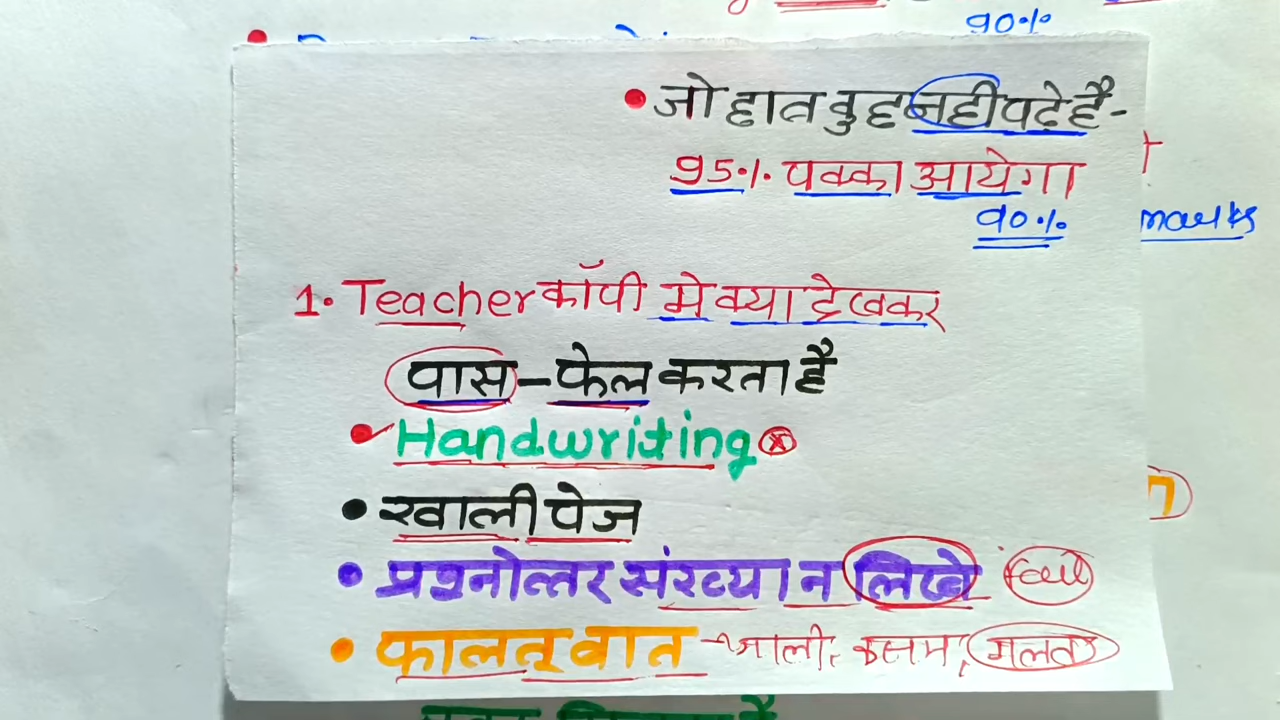 90%
• जो छात्र कुछ नही पढ़े है-
95% पक्का आयेगा
90%
marks
1. Teacher कॉपी मे क्या देखकर
पास-फेल करता है
• Handwriting
• खाली पेज
• प्रश्नोत्तर संख्या न लिखे fail
• फालतू बात → गाली, कसम, गलत